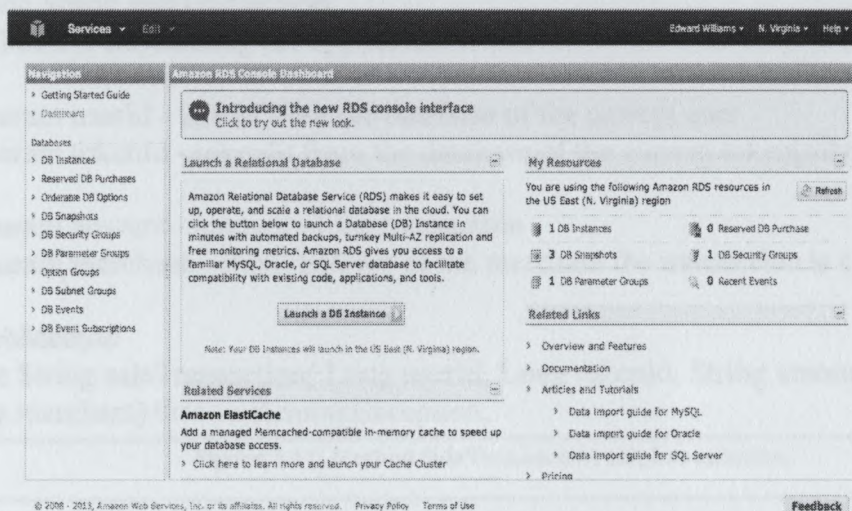 Services Edit Edward Williams N. Virginia Help
Navigation
Getting Started Guide
Dashboard
Databases
DB Instances
Reserved DB Purchases
Orderable DB Options
DB Snapshots
DB Security Groups
DB Parameter Groups
Option Groups
DB Subnet Groups
DB Events
DB Event Subscriptions
Amazon RDS Console Dashboard
Introducing the new RDS console interface
Click to try out the new look.
Launch a Relational Database
Amazon Relational Database Service (RDS) makes it easy to set
up, operate, and scale a relational database in the cloud. You can
click the button below to launch a Database (DB) Instance in
minutes with automated backups, turnkey Multi-AZ replication and
free monitoring metrics. Amazon RDS gives you access to a
familiar MySQL, Oracle, or SQL Server database to facilitate
compatibility with existing code, applications, and tools.
Launch a DB Instance
Note: Your DB Instances will launch in the US East (N. Virginia) region.
Related Services
Amazon ElastiCache
Add a managed Memcached-compatible in-memory cache to speed up
your database access.
Click here to learn more and launch your Cache Cluster
My Resources
You are using the following Amazon RDS resources in
the US East (N. Virginia) region
Refresh
1 DB Instances 0 Reserved DB Purchase
3 DB Snapshots 1 DB Security Groups
1 DB Parameter Groups 0 Recent Events
Related Links
Overview and Features
Documentation
Articles and Tutorials
Data import guide for MySQL
Data import guide for Oracle
Data import guide for SQL Server
Pricing
© 2008 - 2013, Amazon Web Services, Inc. or its affiliates. All rights reserved. Privacy Policy Terms of Use Feedback